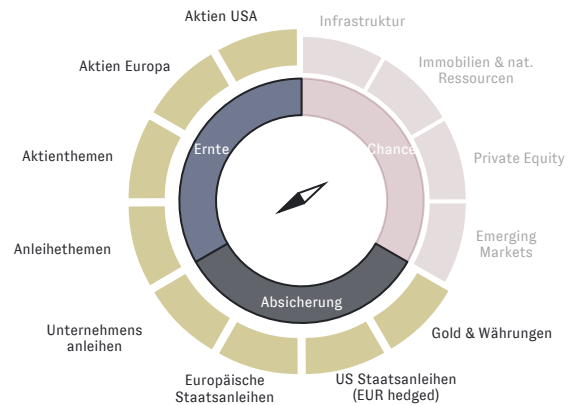 Aktien USA
Infrastruktur
Aktien Europa
Immobilien & nat.
Ressourcen
Aktienthemen
Ernte
Chance
Private Equity
Anleihethemen
Emerging
Markets
Absicherung
Unternehmens
anleihen
Gold & Währungen
Europäische
Staatsanleihen
US Staatsanleihen
(EUR hedged)